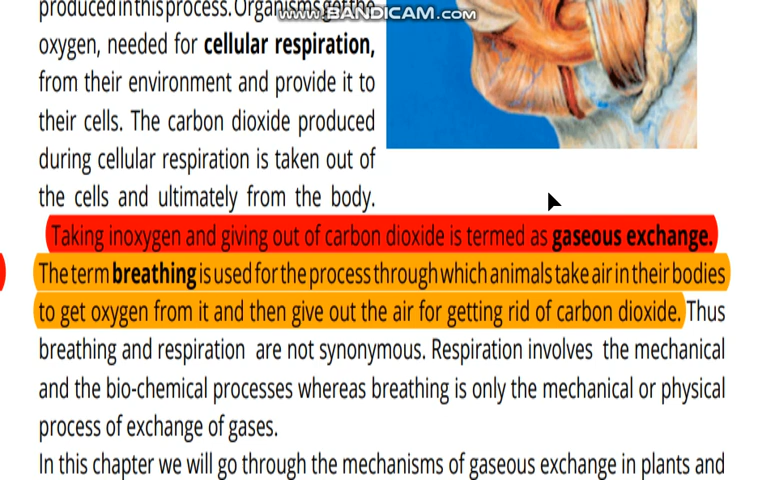 produced in this process. Organisms get the
www.BANDICAM.com
oxygen, needed for cellular respiration,
from their environment and provide it to
their cells. The carbon dioxide produced
during cellular respiration is taken out of
the cells and ultimately from the body.
Taking inoxygen and giving out of carbon dioxide is termed as gaseous exchange.
The term breathing is used for the process through which animals take air in their bodies
to get oxygen from it and then give out the air for getting rid of carbon dioxide. Thus
breathing and respiration are not synonymous. Respiration involves the mechanical
and the bio-chemical processes whereas breathing is only the mechanical or physical
process of exchange of gases.
In this chapter we will go through the mechanisms of gaseous exchange in plants and